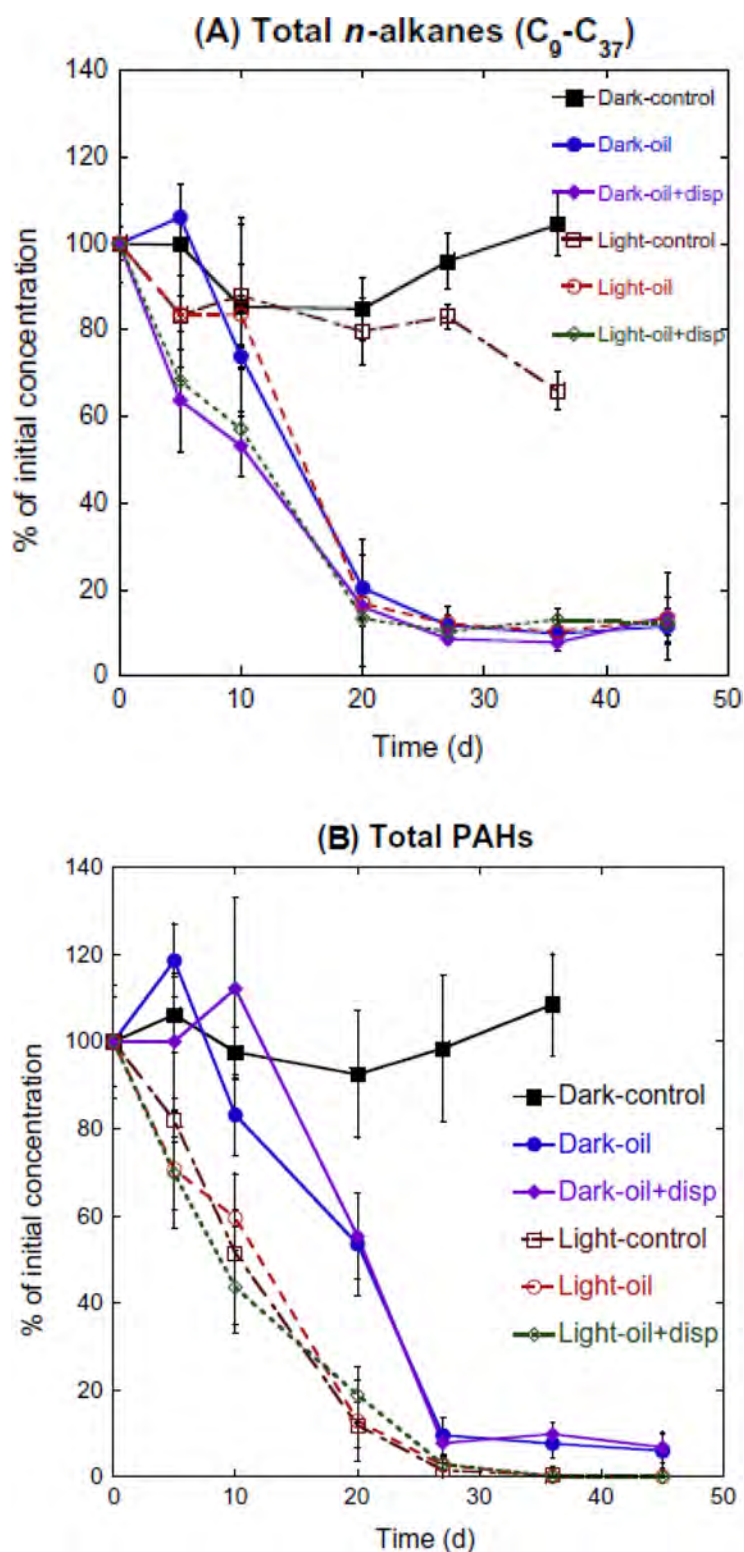 (A) Total n-alkanes (C9-C37)
140
120
100
80
60
40
20
0
% of initial concentration
Dark-control
Dark-oil
Dark-oil+disp
Light-control
Light-oil
Light-oil+disp
0 10 20 30 40 50
Time (d)
(B) Total PAHs
140
120
100
80
60
40
20
0
% of initial concentration
Dark-control
Dark-oil
Dark-oil+disp
Light-control
Light-oil
Light-oil+disp
0 10 20 30 40 50
Time (d)